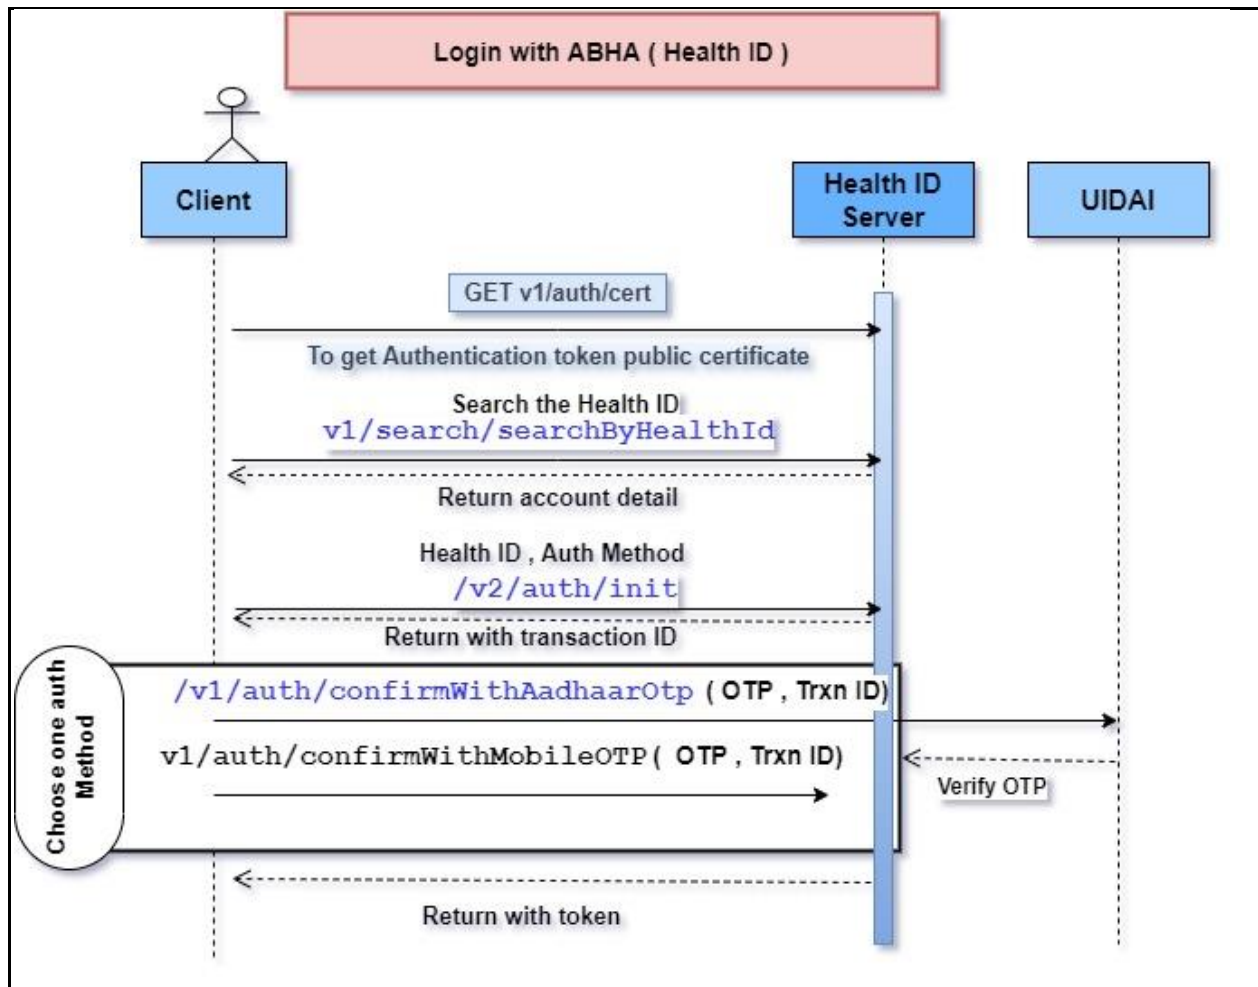 Login with ABHA ( Health ID )
Client
Health ID
Server
UIDAI
GET v1/auth/cert
To get Authentication token public certificate
Search the Health ID
v1/search/searchByHealthId
Return account detail
Health ID , Auth Method
/v2/auth/init
Return with transaction ID
Choose one auth
Method
/v1/auth/confirmWithAadhaarOtp ( OTP , Trxn ID)
v1/auth/confirmWithMobileOTP( OTP , Trxn ID)
Verify OTP
Return with token